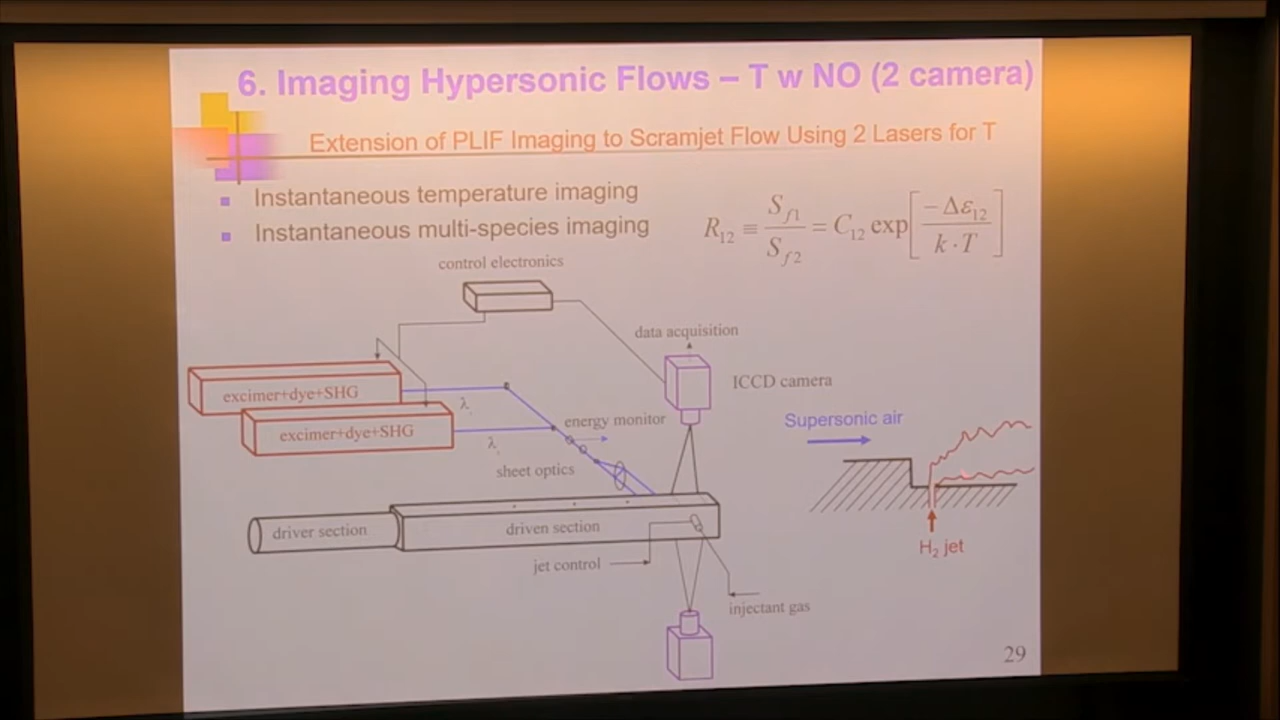 6. Imaging Hypersonic Flows – T w NO (2 camera)
Extension of PLIF Imaging to Scramjet Flow Using 2 Lasers for T
Instantaneous temperature imaging
Instantaneous multi-species imaging
R₁₂ ≡ S_f1 / S_f2 = C₁₂ exp[ −Δε₁₂ / k · T ]
control electronics
data acquisition
ICCD camera
excimer+dye+SHG
λ
excimer+dye+SHG
λ
energy monitor
sheet optics
Supersonic air
driver section
driven section
jet control
injectant gas
H₂ jet
29